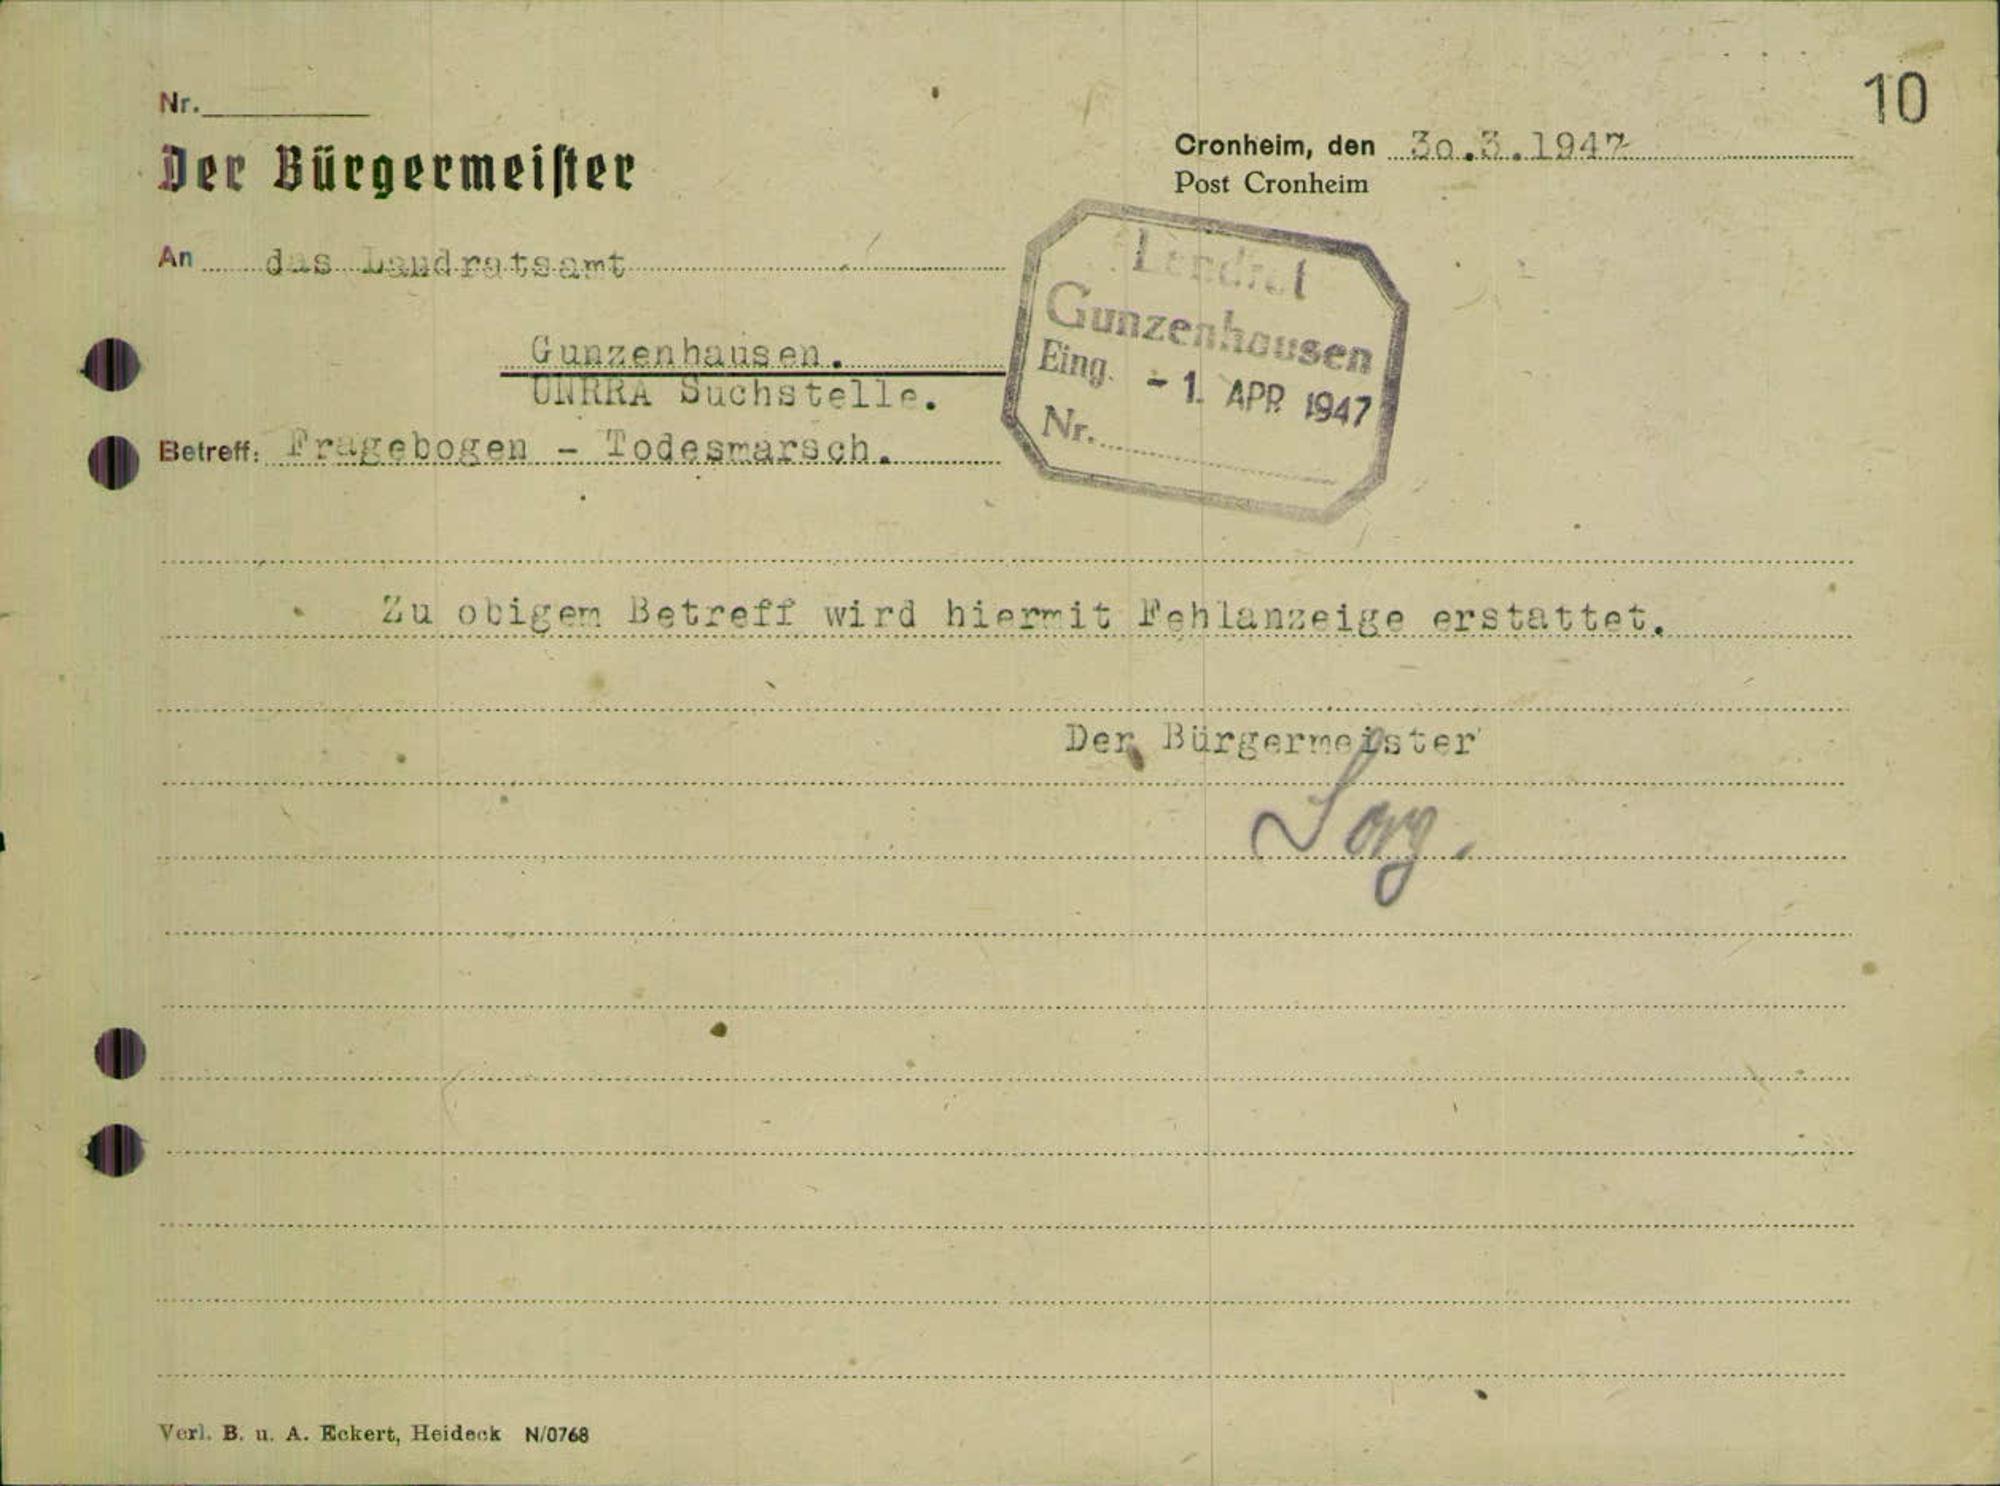 10
Nr.
Der Bürgermeiſter
Cronheim, den 30.3.1947
Post Cronheim
An das Landratsamt
Gunzenhausen.
UNRRA Suchstelle.
Betreff: Fragebogen - Todesmarsch.
Landrat
Gunzenhausen
Eing. - 1. APR 1947
Nr.
Zu obigem Betreff wird hiermit Fehlanzeige erstattet.
Der Bürgermeister
Sorg.
Verl. B. u. A. Eckert, Heideck N/0768